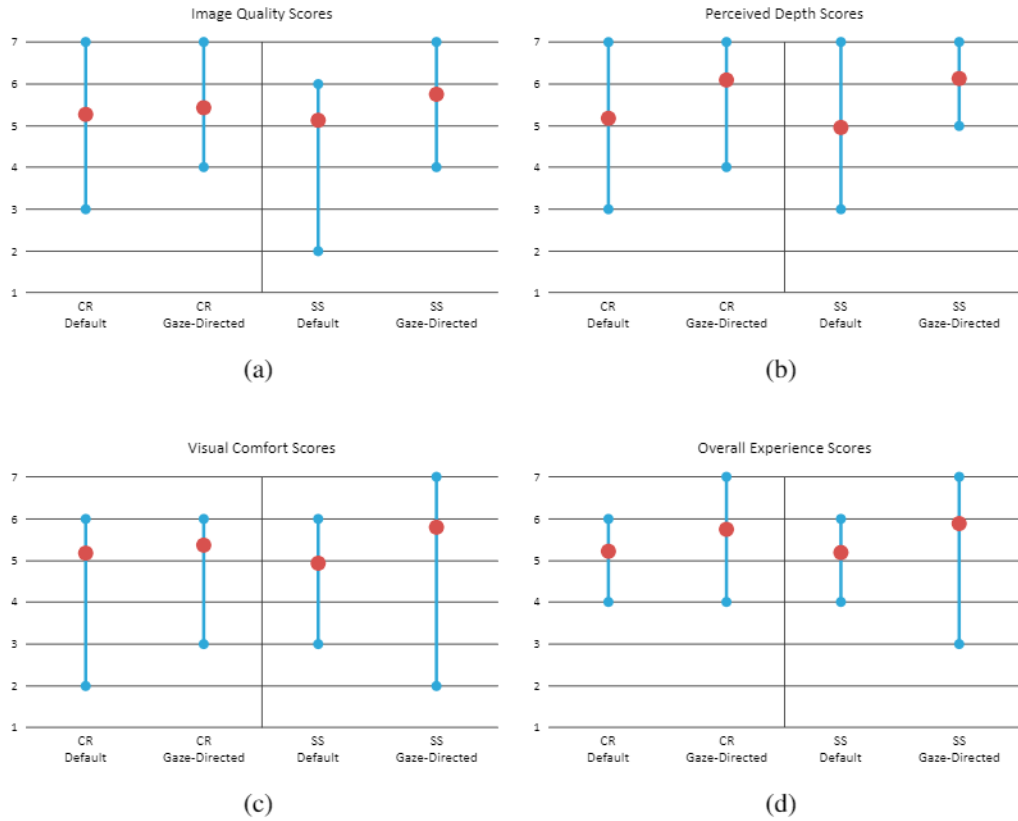 Image Quality Scores
7
6
5
4
3
2
1
CR
Default
CR
Gaze-Directed
SS
Default
SS
Gaze-Directed
(a)
Perceived Depth Scores
7
6
5
4
3
2
1
CR
Default
CR
Gaze-Directed
SS
Default
SS
Gaze-Directed
(b)
Visual Comfort Scores
7
6
5
4
3
2
1
CR
Default
CR
Gaze-Directed
SS
Default
SS
Gaze-Directed
(c)
Overall Experience Scores
7
6
5
4
3
2
1
CR
Default
CR
Gaze-Directed
SS
Default
SS
Gaze-Directed
(d)